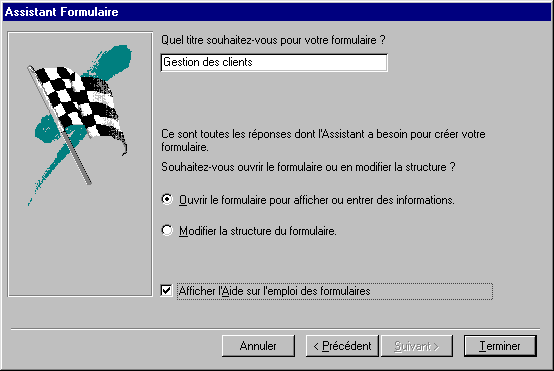 Assistant Formulaire
Quel titre souhaitez-vous pour votre formulaire ?
Gestion des clients
Ce sont toutes les réponses dont l'Assistant a besoin pour créer votre
formulaire.
Souhaitez-vous ouvrir le formulaire ou en modifier la structure ?
Ouvrir le formulaire pour afficher ou entrer des informations.
Modifier la structure du formulaire.
Afficher l'Aide sur l'emploi des formulaires
Annuler
< Précédent
Suivant >
Terminer